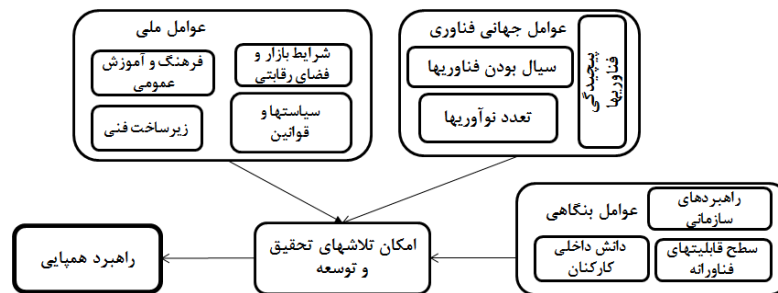 عوامل جهانی فناوری
سیال بودن فناوریها
تعدد نوآوریها
پیچیدگی
فناوریها
عوامل ملی
شرایط بازار و
فضای رقابتی
فرهنگ و آموزش
عمومی
سیاستها و
قوانین
زیرساخت فنی
عوامل بنگاهی
راهبردهای
سازمانی
سطح قابلیتهای
فناورانه
دانش داخلی
کارکنان
امکان تلاشهای تحقیق
و توسعه
راهبرد همپایی